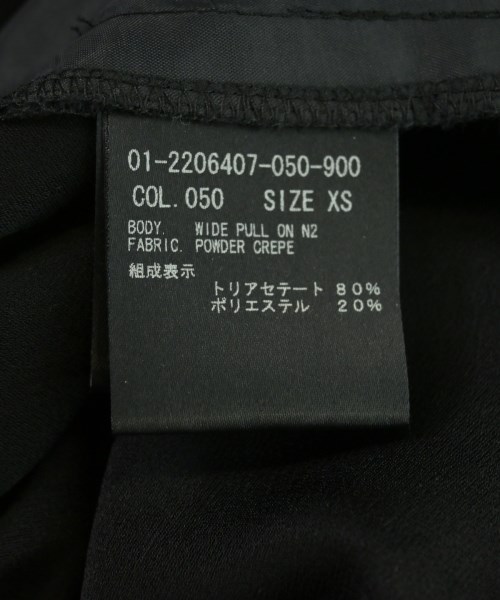 01-2206407-050-900
COL.050 SIZE XS
BODY. WIDE PULL ON N2
FABRIC. POWDER CREPE
組成表示
トリアセテート 80%
ポリエステル 20%